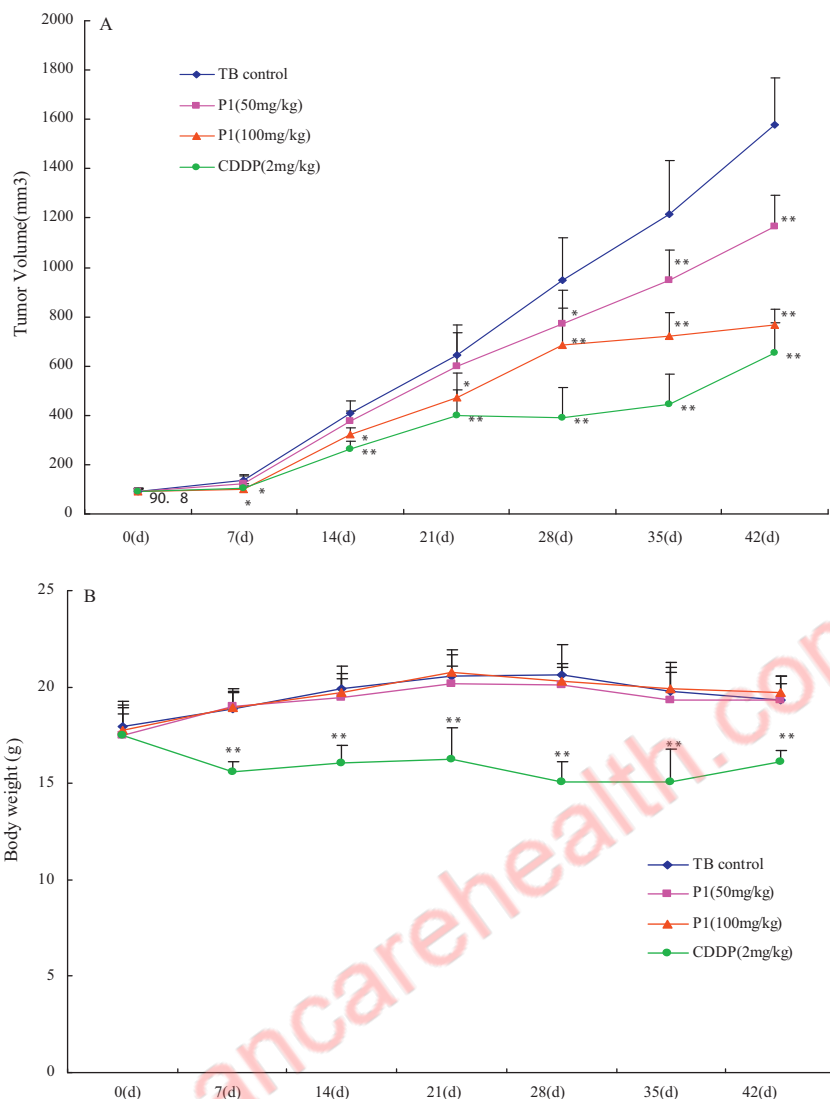 A
2000
1800
1600
1400
1200
1000
800
600
400
200
0
Tumor Volume(mm3)
TB control
P1(50mg/kg)
P1(100mg/kg)
CDDP(2mg/kg)
90. 8
*
*
*
**
*
**
*
**
**
**
**
**
**
**
**
0(d) 7(d) 14(d) 21(d) 28(d) 35(d) 42(d)
B
25
20
15
10
5
0
Body weight (g)
**
**
**
**
**
**
TB control
P1(50mg/kg)
P1(100mg/kg)
CDDP(2mg/kg)
0(d) 7(d) 14(d) 21(d) 28(d) 35(d) 42(d)
ancarehealth.com